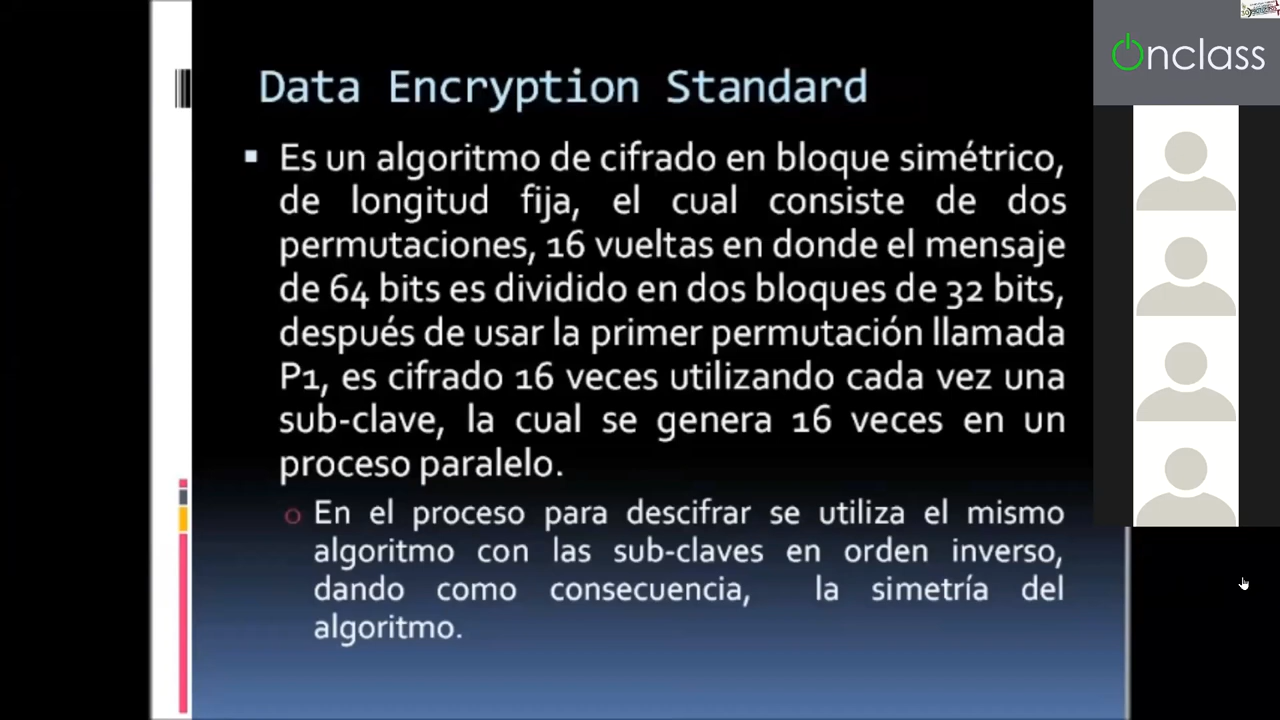 Data Encryption Standard
Es un algoritmo de cifrado en bloque simétrico,
de longitud fija, el cual consiste de dos
permutaciones, 16 vueltas en donde el mensaje
de 64 bits es dividido en dos bloques de 32 bits,
después de usar la primer permutación llamada
P1, es cifrado 16 veces utilizando cada vez una
sub-clave, la cual se genera 16 veces en un
proceso paralelo.
En el proceso para descifrar se utiliza el mismo
algoritmo con las sub-claves en orden inverso,
dando como consecuencia, la simetría del
algoritmo.
Onclass